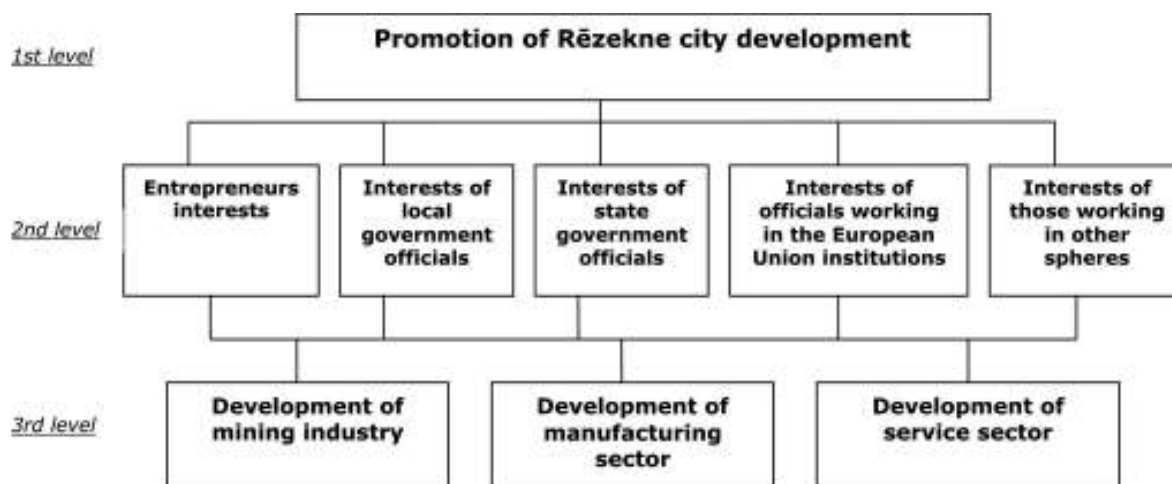 1st level
Promotion of Rēzekne city development
2nd level
Entrepreneurs
interests
Interests of
local
government
officials
Interests of
state
government
officials
Interests of
officials working
in the European
Union institutions
Interests of
those working
in other
spheres
3rd level
Development of
mining industry
Development of
manufacturing
sector
Development of
service sector